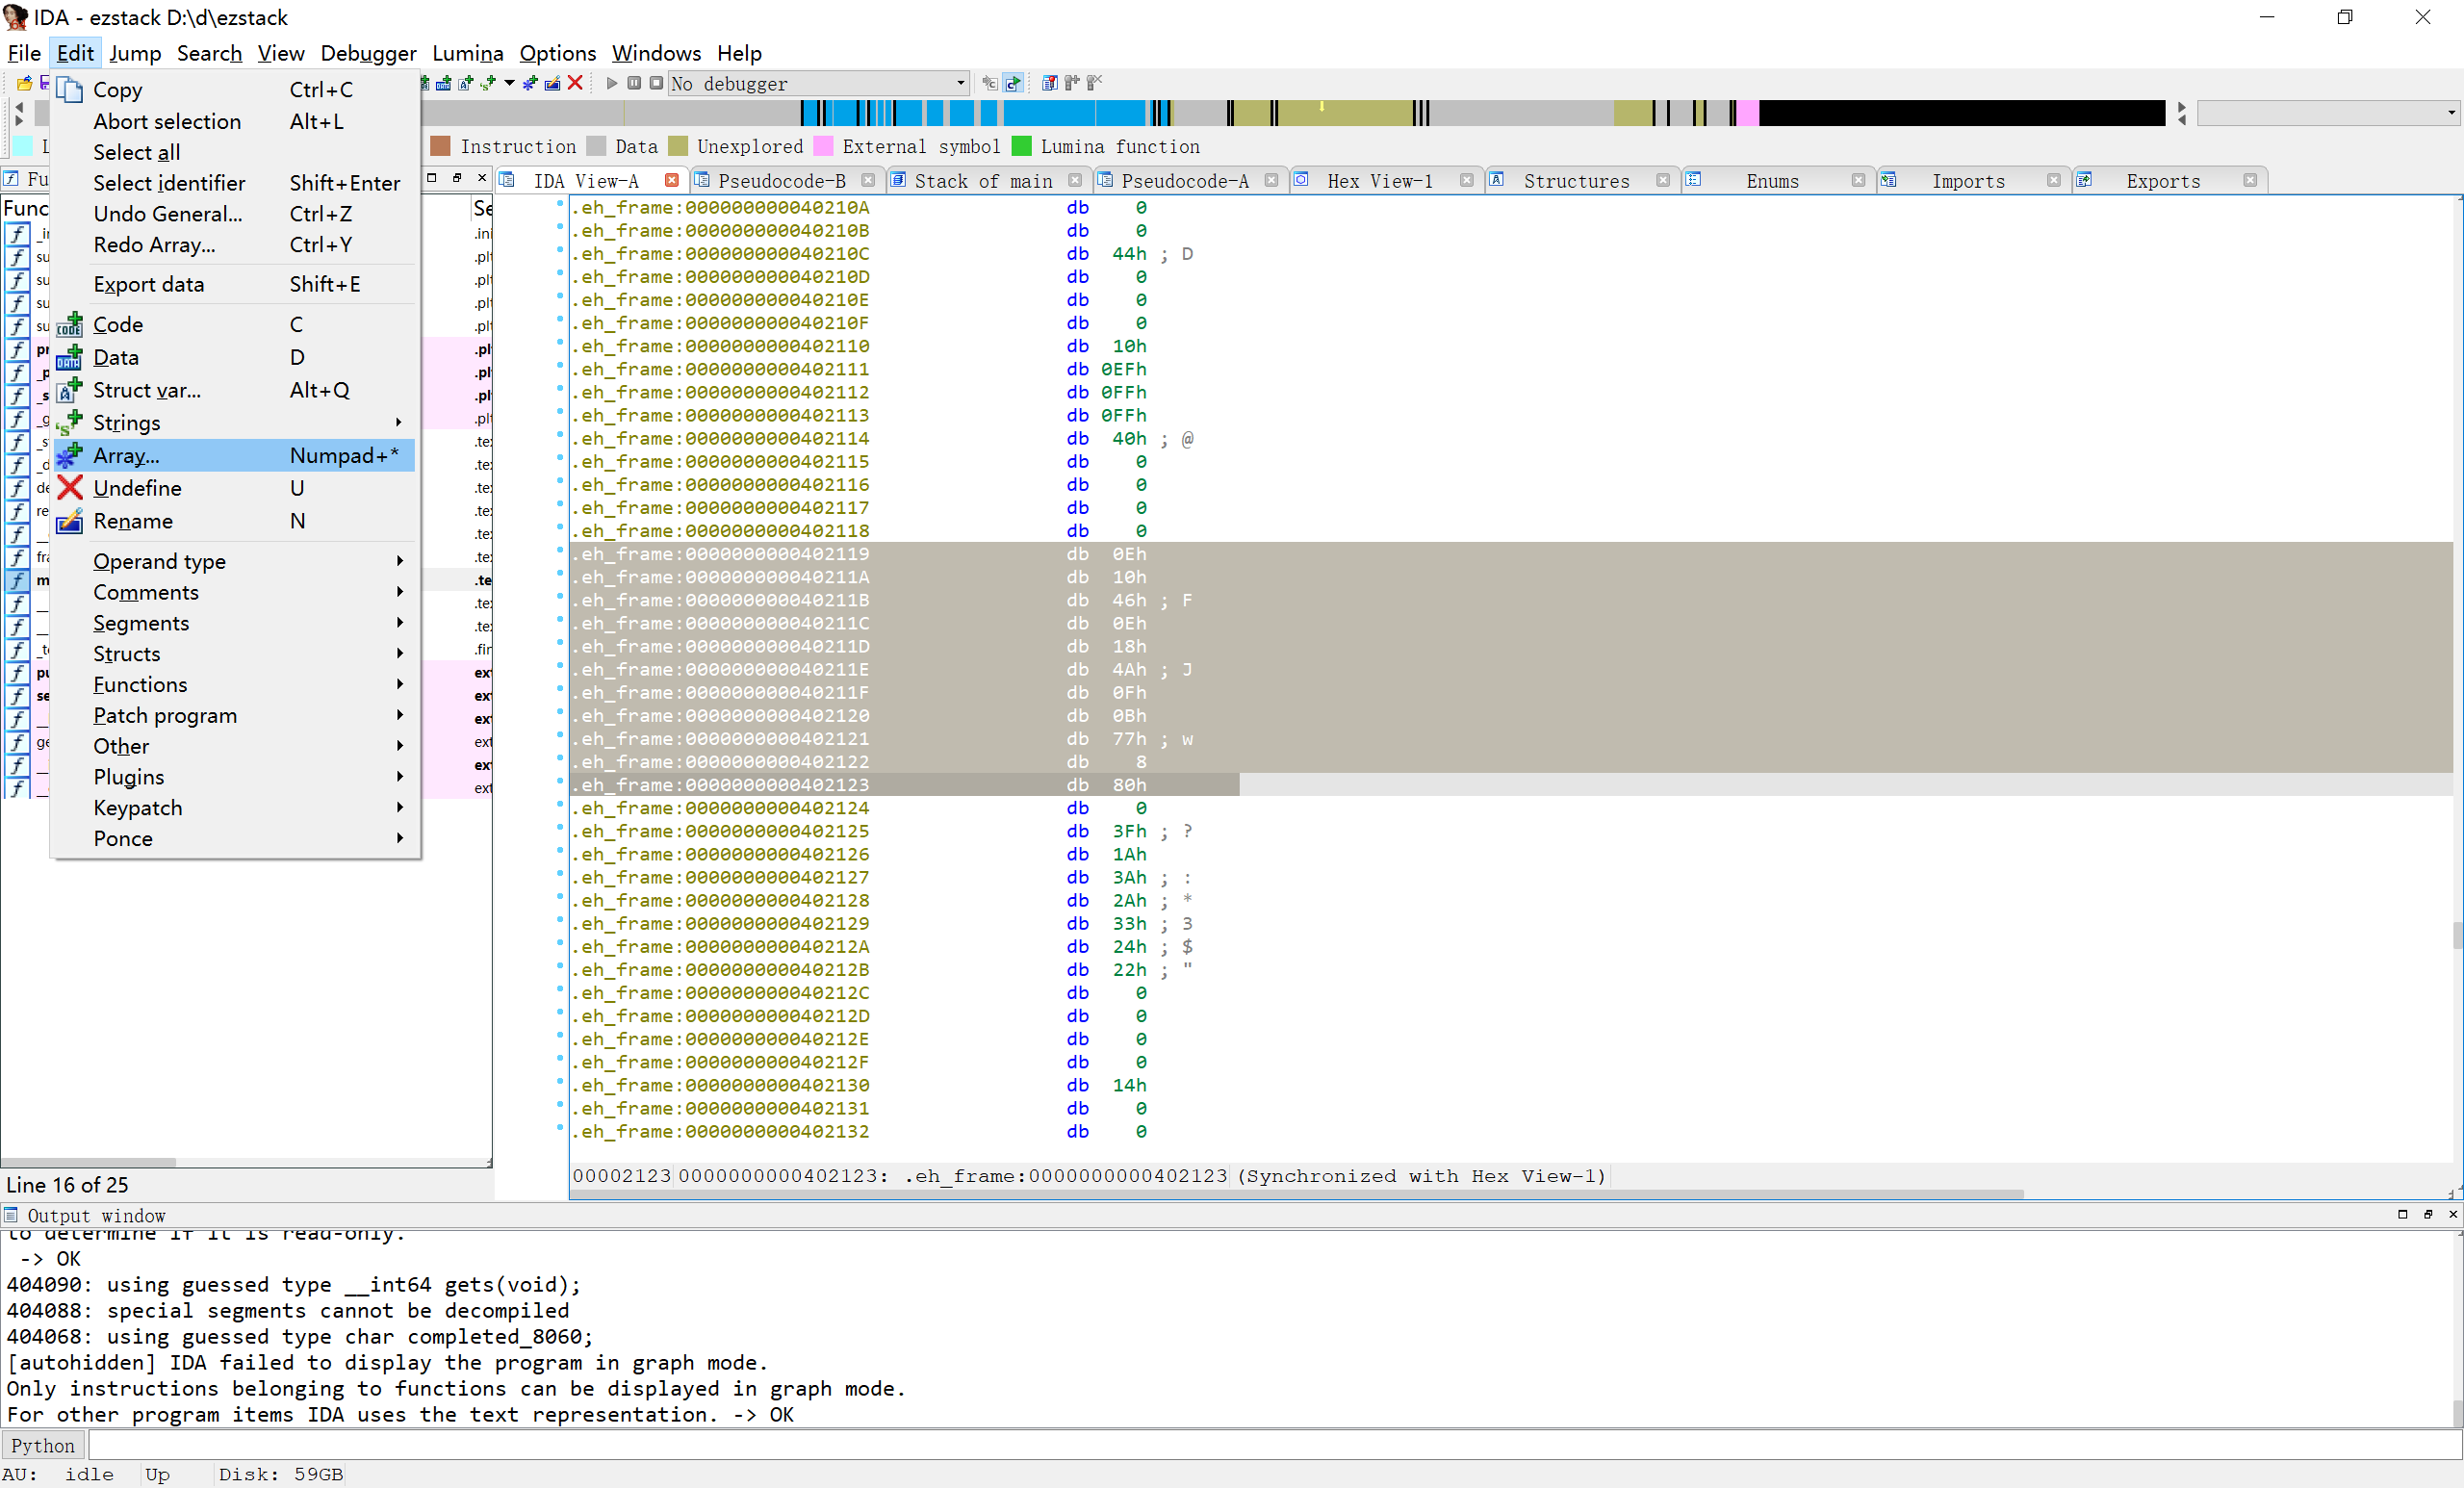 IDA - ezstack D:\d\ezstack
File Edit Jump Search View Debugger Lumina Options Windows Help
No debugger
Instruction Data Unexplored External symbol Lumina function
Copy Ctrl+C
Abort selection Alt+L
Select all
Select identifier Shift+Enter
Undo General... Ctrl+Z
Redo Array... Ctrl+Y
Export data Shift+E
Code C
Data D
Struct var... Alt+Q
Strings
Array... Numpad+*
Undefine U
Rename N
Operand type
Comments
Segments
Structs
Functions
Patch program
Other
Plugins
Keypatch
Ponce
Line 16 of 25
IDA View-A Pseudocode-B Stack of main Pseudocode-A Hex View-1 Structures Enums Imports Exports
.eh_frame:000000000040210A db 0
.eh_frame:000000000040210B db 0
.eh_frame:000000000040210C db 44h ; D
.eh_frame:000000000040210D db 0
.eh_frame:000000000040210E db 0
.eh_frame:000000000040210F db 0
.eh_frame:0000000000402110 db 10h
.eh_frame:0000000000402111 db 0EFh
.eh_frame:0000000000402112 db 0FFh
.eh_frame:0000000000402113 db 0FFh
.eh_frame:0000000000402114 db 40h ; @
.eh_frame:0000000000402115 db 0
.eh_frame:0000000000402116 db 0
.eh_frame:0000000000402117 db 0
.eh_frame:0000000000402118 db 0
.eh_frame:0000000000402119 db 0Eh
.eh_frame:000000000040211A db 10h
.eh_frame:000000000040211B db 46h ; F
.eh_frame:000000000040211C db 0Eh
.eh_frame:000000000040211D db 18h
.eh_frame:000000000040211E db 4Ah ; J
.eh_frame:000000000040211F db 0Fh
.eh_frame:0000000000402120 db 0Bh
.eh_frame:0000000000402121 db 77h ; w
.eh_frame:0000000000402122 db 8
.eh_frame:0000000000402123 db 80h
.eh_frame:0000000000402124 db 0
.eh_frame:0000000000402125 db 3Fh ; ?
.eh_frame:0000000000402126 db 1Ah
.eh_frame:0000000000402127 db 3Ah ; :
.eh_frame:0000000000402128 db 2Ah ; *
.eh_frame:0000000000402129 db 33h ; 3
.eh_frame:000000000040212A db 24h ; $
.eh_frame:000000000040212B db 22h ; "
.eh_frame:000000000040212C db 0
.eh_frame:000000000040212D db 0
.eh_frame:000000000040212E db 0
.eh_frame:000000000040212F db 0
.eh_frame:0000000000402130 db 14h
.eh_frame:0000000000402131 db 0
.eh_frame:0000000000402132 db 0
00002123 0000000000402123: .eh_frame:0000000000402123 (Synchronized with Hex View-1)
Output window
to determine if it is read-only.
-> OK
404090: using guessed type __int64 gets(void);
404088: special segments cannot be decompiled
404068: using guessed type char completed_8060;
[autohidden] IDA failed to display the program in graph mode.
Only instructions belonging to functions can be displayed in graph mode.
For other program items IDA uses the text representation. -> OK
Python
AU: idle Up Disk: 59GB